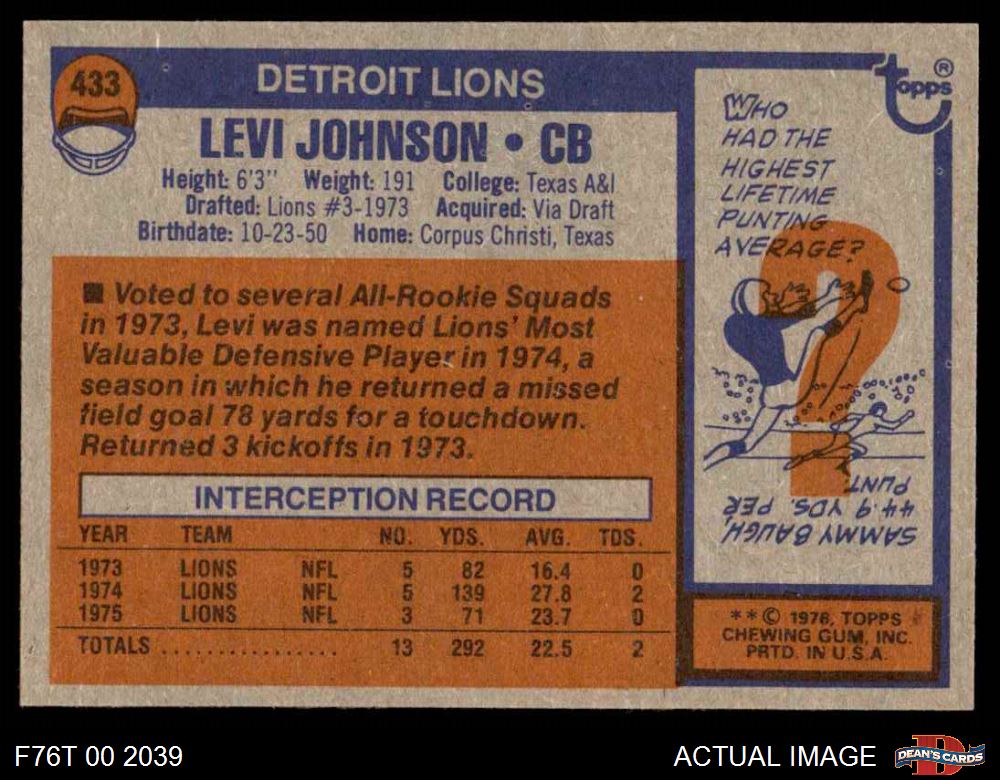 433
DETROIT LIONS
LEVI JOHNSON • CB
Height: 6'3" Weight: 191 College: Texas A&I
Drafted: Lions #3-1973 Acquired: Via Draft
Birthdate: 10-23-50 Home: Corpus Christi, Texas
■ Voted to several All-Rookie Squads
in 1973, Levi was named Lions' Most
Valuable Defensive Player in 1974, a
season in which he returned a missed
field goal 78 yards for a touchdown.
Returned 3 kickoffs in 1973.
INTERCEPTION RECORD
YEAR TEAM NO. YDS. AVG. TDS.
1973 LIONS NFL 5 82 16.4 0
1974 LIONS NFL 5 139 27.8 2
1975 LIONS NFL 3 71 23.7 0
TOTALS ................ 13 292 22.5 2
Topps ®
WHO
HAD THE
HIGHEST
LIFETIME
PUNTING
AVERAGE?
?
SAMMY BAUGH,
44.9 YDS. PER
PUNT
**© 1976, TOPPS
CHEWING GUM, INC.
PRTD. IN U.S.A.
F76T 00 2039
ACTUAL IMAGE
D
DEAN'S CARDS